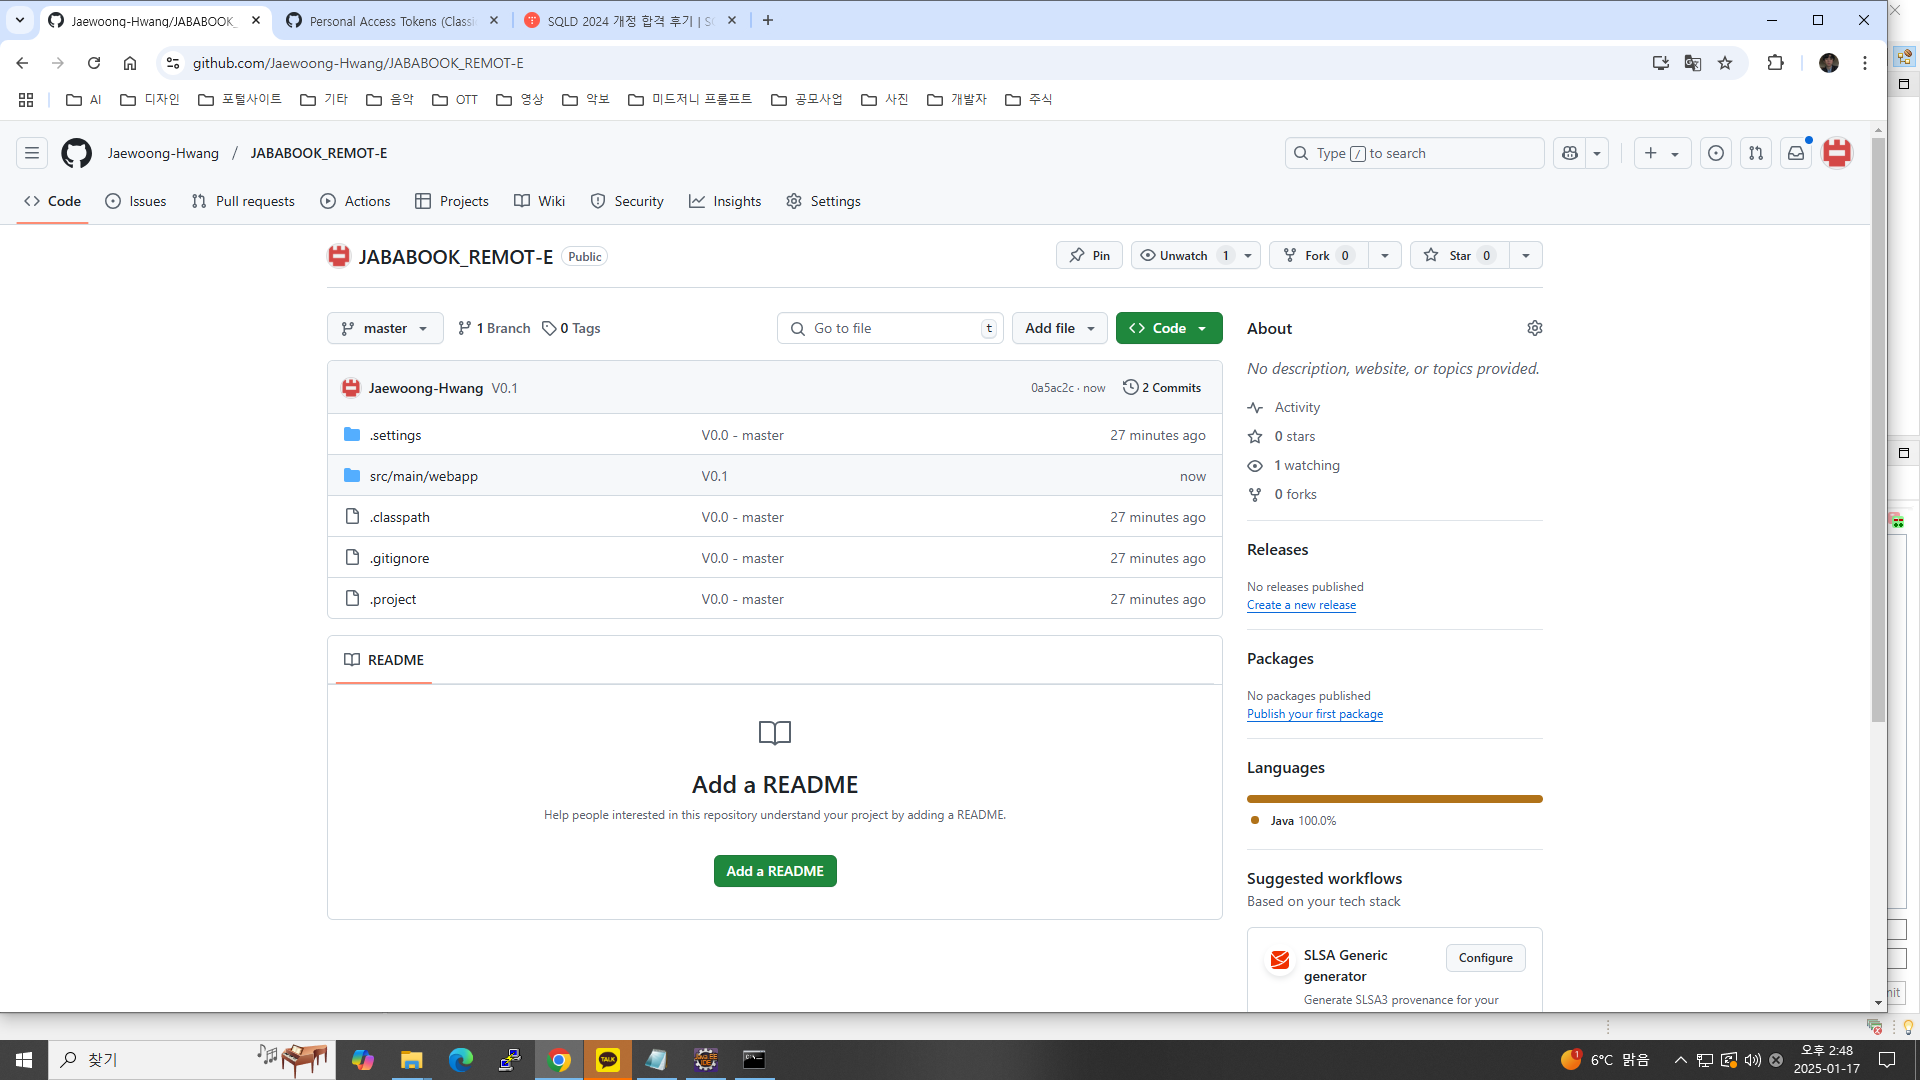 Jaewoong-Hwang/JABABOOK_
Personal Access Tokens (Classi
SQLD 2024 개정 합격 후기 | S
github.com/Jaewoong-Hwang/JABABOOK_REMOT-E
AI 디자인 포털사이트 기타 음악 OTT 영상 악보 미드저니 프롬프트 공모사업 사진 개발자 주식
Jaewoong-Hwang / JABABOOK_REMOT-E
Type / to search
Code Issues Pull requests Actions Projects Wiki Security Insights Settings
JABABOOK_REMOT-E Public
Pin Unwatch 1 Fork 0 Star 0
master 1 Branch 0 Tags
Go to file t Add file Code
Jaewoong-Hwang V0.1 0a5ac2c · now 2 Commits
.settings V0.0 - master 27 minutes ago
src/main/webapp V0.1 now
.classpath V0.0 - master 27 minutes ago
.gitignore V0.0 - master 27 minutes ago
.project V0.0 - master 27 minutes ago
README
Add a README
Help people interested in this repository understand your project by adding a README.
Add a README
About
No description, website, or topics provided.
Activity
0 stars
1 watching
0 forks
Releases
No releases published
Create a new release
Packages
No packages published
Publish your first package
Languages
Java 100.0%
Suggested workflows
Based on your tech stack
SLSA Generic
generator
Configure
Generate SLSA3 provenance for your
찾기
TALK
1
6°C 맑음
오후 2:48
2025-01-17